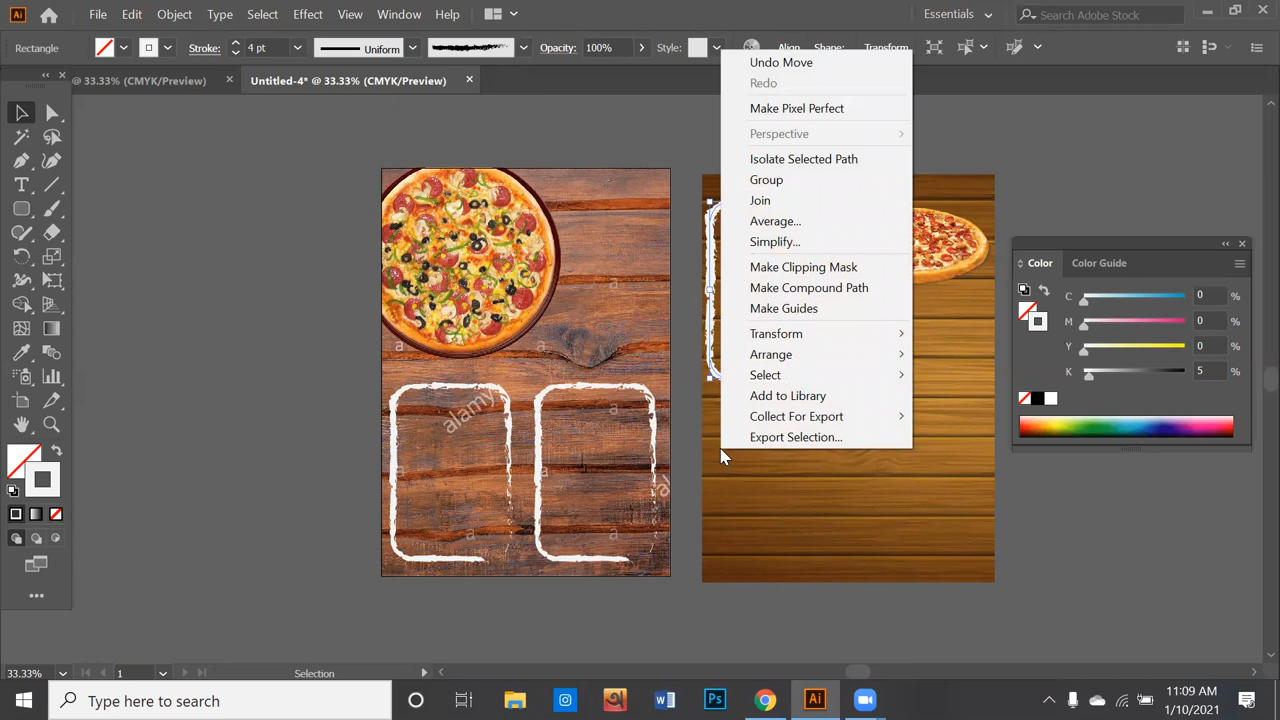 Ai File Edit Object Type Select Effect View Window Help Essentials Search Adobe Stock
Rectangle Stroke: 4 pt Uniform Opacity: 100% Style: Align Shape: Transform
@ 33.33% (CMYK/Preview) Untitled-4* @ 33.33% (CMYK/Preview)
Undo Move
Redo
Make Pixel Perfect
Perspective
Isolate Selected Path
Group
Join
Average...
Simplify...
Make Clipping Mask
Make Compound Path
Make Guides
Transform
Arrange
Select
Add to Library
Collect For Export
Export Selection...
Color Color Guide
C 0 %
M 0 %
Y 0 %
K 5 %
a
a a
alamy
a
a a
a a
33.33% 1 Selection
Type here to search
W Ps Ai
11:09 AM
1/10/2021